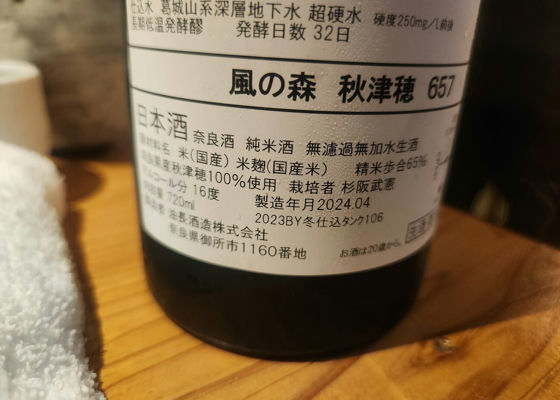 仕込水 葛城山系深層地下水 超硬水 硬度250mg/L前後
長期低温発酵醪 発酵日数 32日
風の森 秋津穂 657
日本酒 奈良酒 純米酒 無濾過無加水生酒
原材料名 米(国産) 米麹(国産米) 精米歩合65%
奈良県産秋津穂100%使用 栽培者 杉阪武憲
アルコール分 16度 製造年月2024.04
内容量 720ml 2023BY冬仕込タンク106
製造者 油長酒造株式会社
奈良県御所市1160番地 お酒は20歳から。